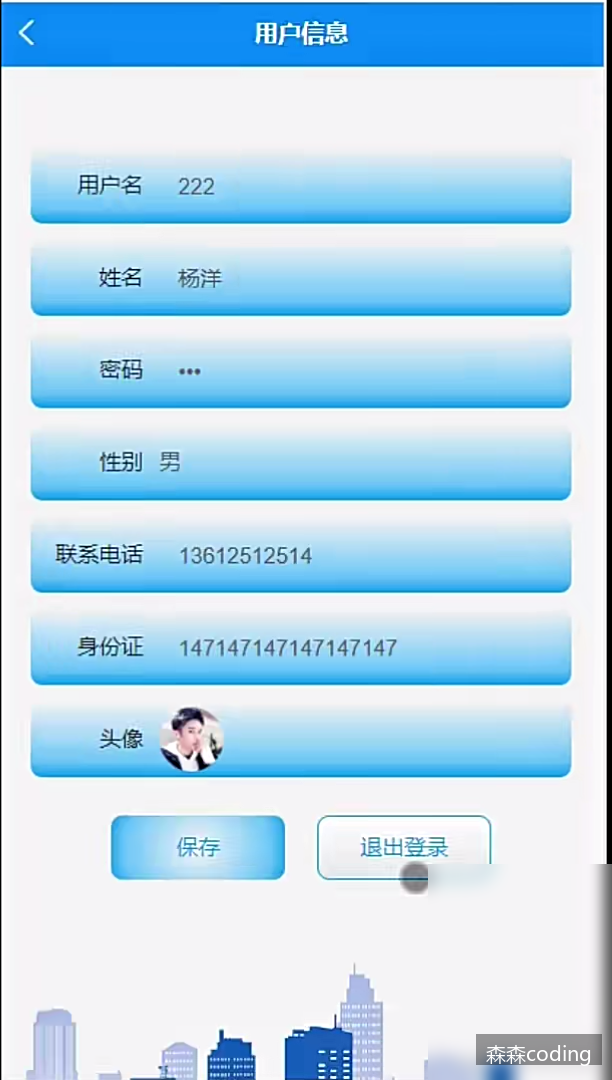 用户信息
用户名 222
姓名 杨洋
密码 •••
性别 男
联系电话 13612512514
身份证 147147147147147147
头像
保存 退出登录
森森coding